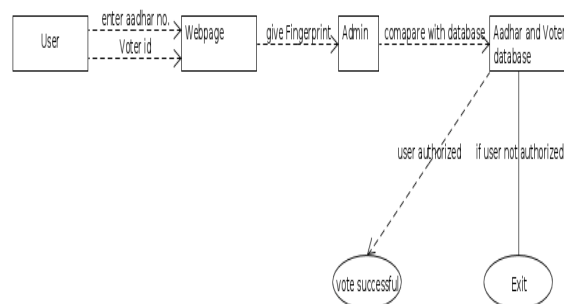 enter aadhar no.
User
Voter id
Webpage
give Fingerprint
Admin
comapare with database
Aadhar and Voter
database
user authorized
if user not authorized
vote successful
Exit